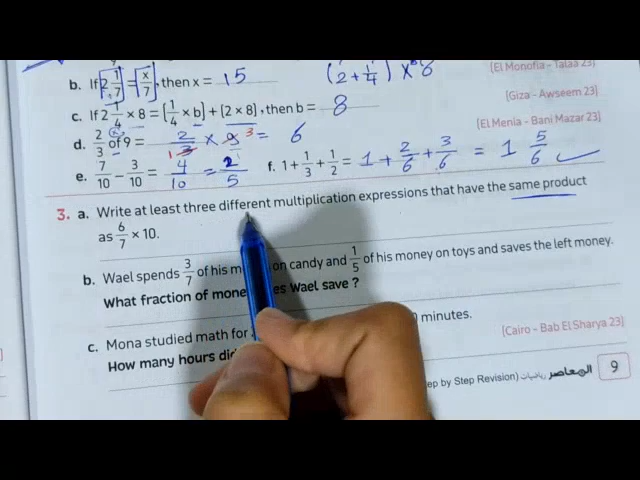 b. If 2 1/7 = x/7, then x = 15 (2 + 1/4) × 8
[El Monofia - Talaa 23]
c. If 2 1/4 × 8 = [1/4 × b] + [2 × 8], then b = 8 [Giza - Awseem 23]
d. 2/3 of 9 = 2/3 × 9 = 6 [El Menia - Bani Mazar 23]
e. 7/10 − 3/10 = 4/10 = 2/5 f. 1 + 1/3 + 1/2 = 1 + 2/6 + 3/6 = 1 5/6
3. a. Write at least three different multiplication expressions that have the same product
as 6/7 × 10.
b. Wael spends 3/7 of his on candy and 1/5 of his money on toys and saves the left money.
What fraction of Wael save ?
c. Mona studied math for minutes.
How many hours [Cairo - Bab El Sharya 23]
by Step Revision) رياضيات المعاصر 9